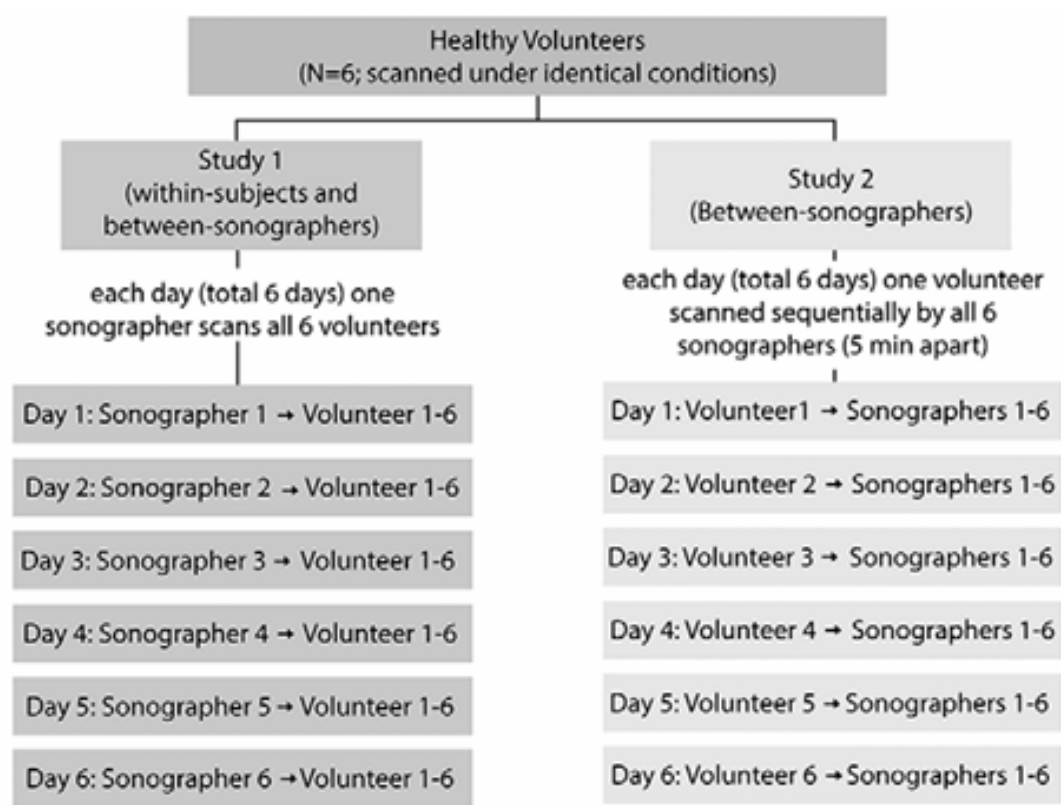 Healthy Volunteers
(N=6; scanned under identical conditions)
Study 1
(within-subjects and
between-sonographers)
each day (total 6 days) one
sonographer scans all 6 volunteers
Day 1: Sonographer 1 → Volunteer 1-6
Day 2: Sonographer 2 → Volunteer 1-6
Day 3: Sonographer 3 → Volunteer 1-6
Day 4: Sonographer 4 → Volunteer 1-6
Day 5: Sonographer 5 → Volunteer 1-6
Day 6: Sonographer 6 → Volunteer 1-6
Study 2
(Between-sonographers)
each day (total 6 days) one volunteer
scanned sequentially by all 6
sonographers (5 min apart)
Day 1: Volunteer1 → Sonographers 1-6
Day 2: Volunteer 2 → Sonographers 1-6
Day 3: Volunteer 3 → Sonographers 1-6
Day 4: Volunteer 4 → Sonographers 1-6
Day 5: Volunteer 5 → Sonographers 1-6
Day 6: Volunteer 6 → Sonographers 1-6